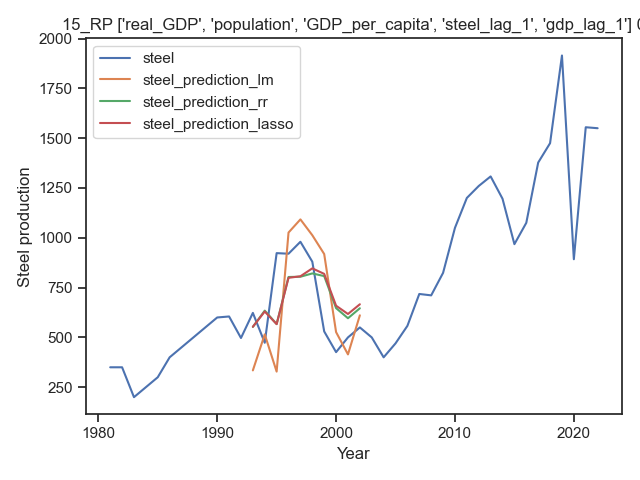 15_RP ['real_GDP', 'population', 'GDP_per_capita', 'steel_lag_1', 'gdp_lag_1']
steel
steel_prediction_lm
steel_prediction_rr
steel_prediction_lasso
Steel production
2000
1750
1500
1250
1000
750
500
250
1980
1990
2000
2010
2020
Year